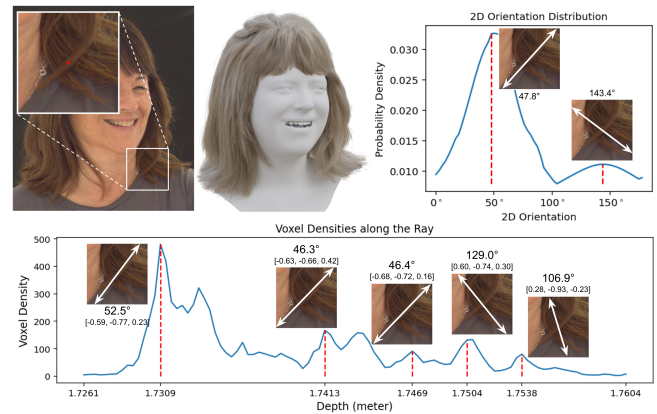 2D Orientation Distribution
Probability Density
0.030
0.025
0.020
0.015
0.010
47.8°
143.4°
0° 50° 100° 150°
2D Orientation
Voxel Densities along the Ray
Voxel Density
500
400
300
200
100
0
52.5°
[-0.59, -0.77, 0.23]
46.3°
[-0.63, -0.66, 0.42]
46.4°
[-0.68, -0.72, 0.16]
129.0°
[0.60, -0.74, 0.30]
106.9°
[0.28, -0.93, -0.23]
1.7261 1.7309 1.7413 1.7469 1.7504 1.7538 1.7604
Depth (meter)